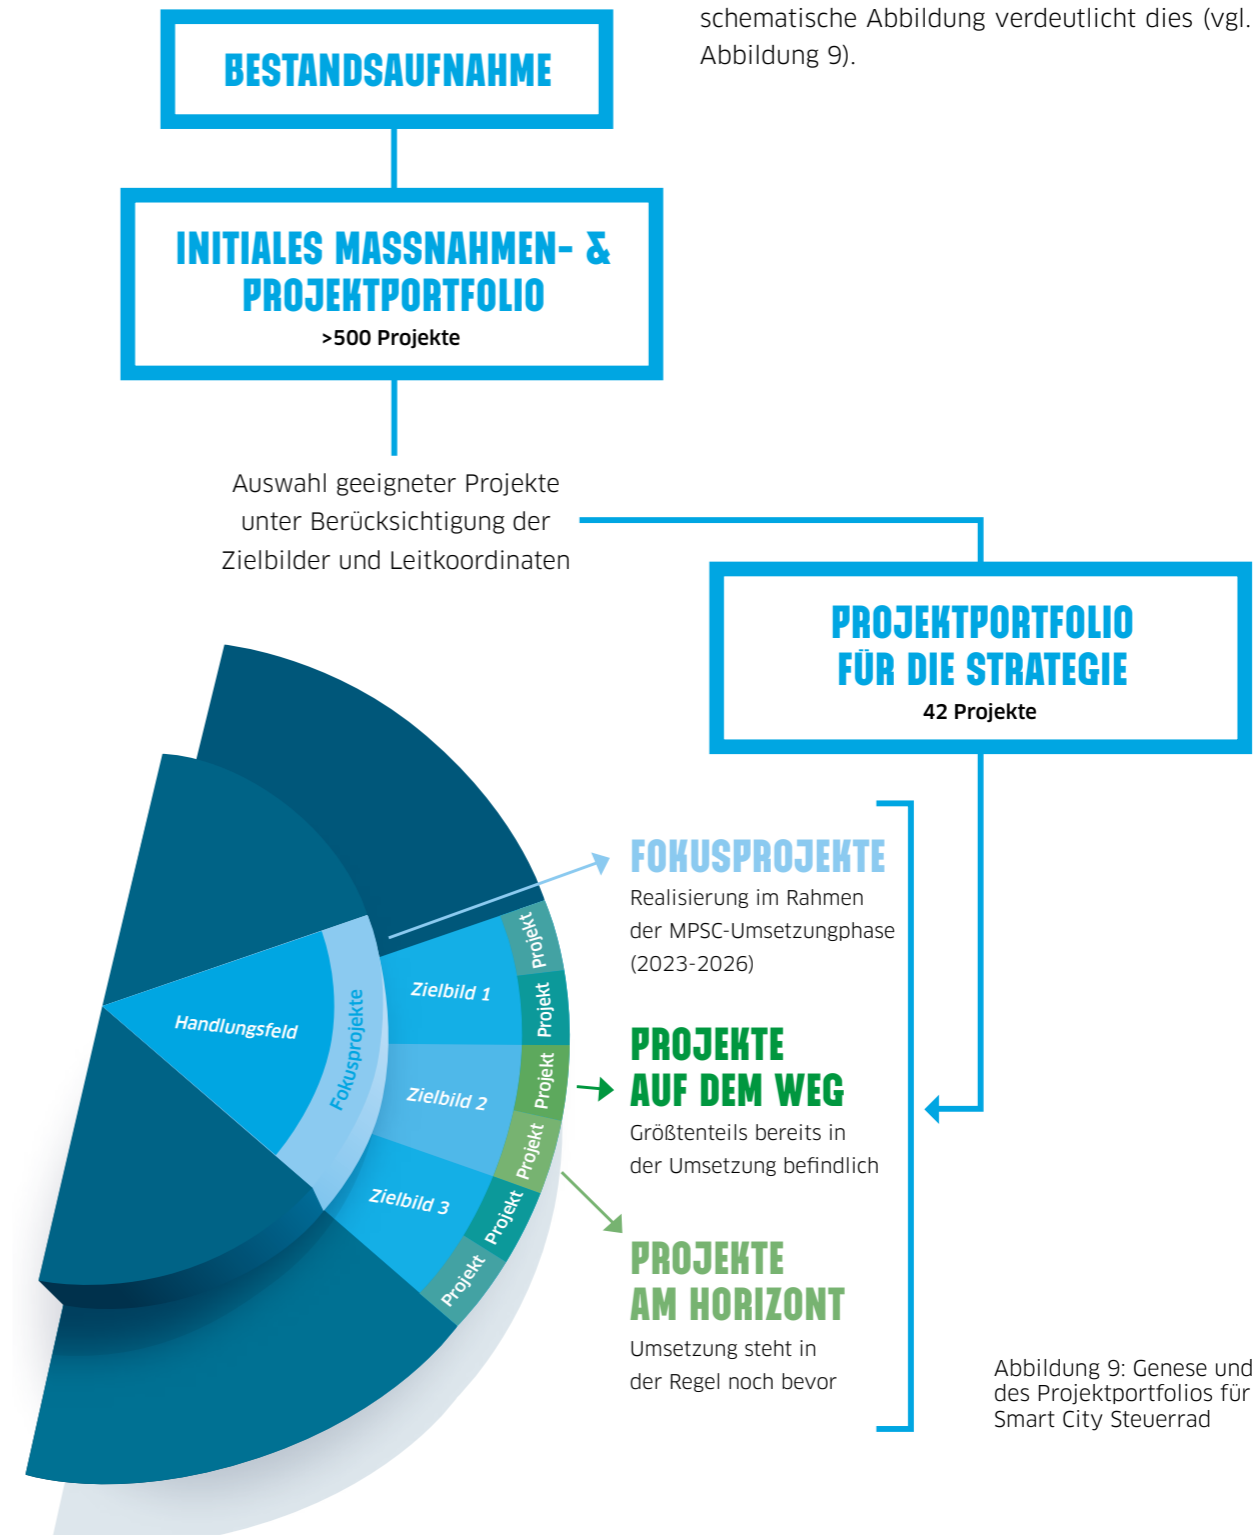 schematische Abbildung verdeutlicht dies (vgl.
Abbildung 9).
BESTANDSAUFNAHME
INITIALES MASSNAHMEN- &
PROJEKTPORTFOLIO
>500 Projekte
Auswahl geeigneter Projekte
unter Berücksichtigung der
Zielbilder und Leitkoordinaten
PROJEKTPORTFOLIO
FÜR DIE STRATEGIE
42 Projekte
Handlungsfeld
Fokusprojekte
Zielbild 1
Zielbild 2
Zielbild 3
Projekt
Projekt
Projekt
Projekt
Projekt
Projekt
FOKUSPROJEKTE
Realisierung im Rahmen
der MPSC-Umsetzungphase
(2023-2026)
PROJEKTE
AUF DEM WEG
Größtenteils bereits in
der Umsetzung befindlich
PROJEKTE
AM HORIZONT
Umsetzung steht in
der Regel noch bevor
Abbildung 9: Genese und
des Projektportfolios für
Smart City Steuerrad